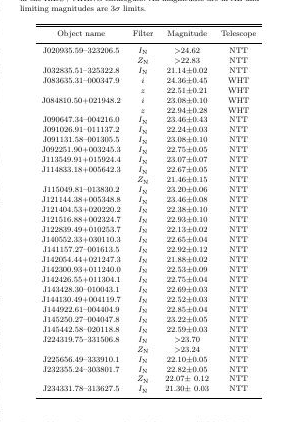 limiting magnitudes are 3σ limits.
Object name Filter Magnitude Telescope
J020935.59−323206.5 I_N >24.62 NTT
Z_N >22.83 NTT
J032835.51−325322.8 I_N 21.14±0.02 NTT
J083635.31−000347.9 i 24.36±0.45 WHT
z 22.51±0.21 WHT
J084810.50+021948.2 i 23.08±0.10 WHT
z 22.94±0.28 WHT
J090647.34−004216.0 I_N 23.46±0.43 NTT
J091026.91−011137.2 I_N 22.24±0.03 NTT
J091131.58−001305.5 I_N 23.08±0.10 NTT
J092251.90+003245.3 I_N 22.75±0.05 NTT
J113549.91+015924.4 I_N 23.07±0.07 NTT
J114833.18+005642.3 I_N 22.67±0.05 NTT
Z_N 21.46±0.15 NTT
J115049.81−013830.2 I_N 23.20±0.06 NTT
J121144.38+005348.8 I_N 23.46±0.08 NTT
J121404.53+020220.2 I_N 22.38±0.10 NTT
J121516.88+002324.7 I_N 22.93±0.10 NTT
J122839.49+010253.7 I_N 22.13±0.02 NTT
J140552.33+030110.3 I_N 22.65±0.04 NTT
J141157.27−001613.5 I_N 22.92±0.12 NTT
J142054.44+021247.3 I_N 21.88±0.02 NTT
J142300.93+011240.0 I_N 22.53±0.09 NTT
J142426.55+011304.1 I_N 22.75±0.04 NTT
J143428.30−010043.1 I_N 22.69±0.03 NTT
J144130.49+004119.7 I_N 22.52±0.03 NTT
J144922.61−004404.9 I_N 22.85±0.04 NTT
J145250.27−004047.8 I_N 23.22±0.05 NTT
J145442.58−020118.8 I_N 22.59±0.03 NTT
J224319.75−331506.8 I_N >23.70 NTT
Z_N >23.24 NTT
J225656.49−333910.1 I_N 22.10±0.05 NTT
J232355.24−303801.7 I_N 22.82±0.05 NTT
Z_N 22.07± 0.12 NTT
J234331.78−313627.5 I_N 21.30± 0.03 NTT